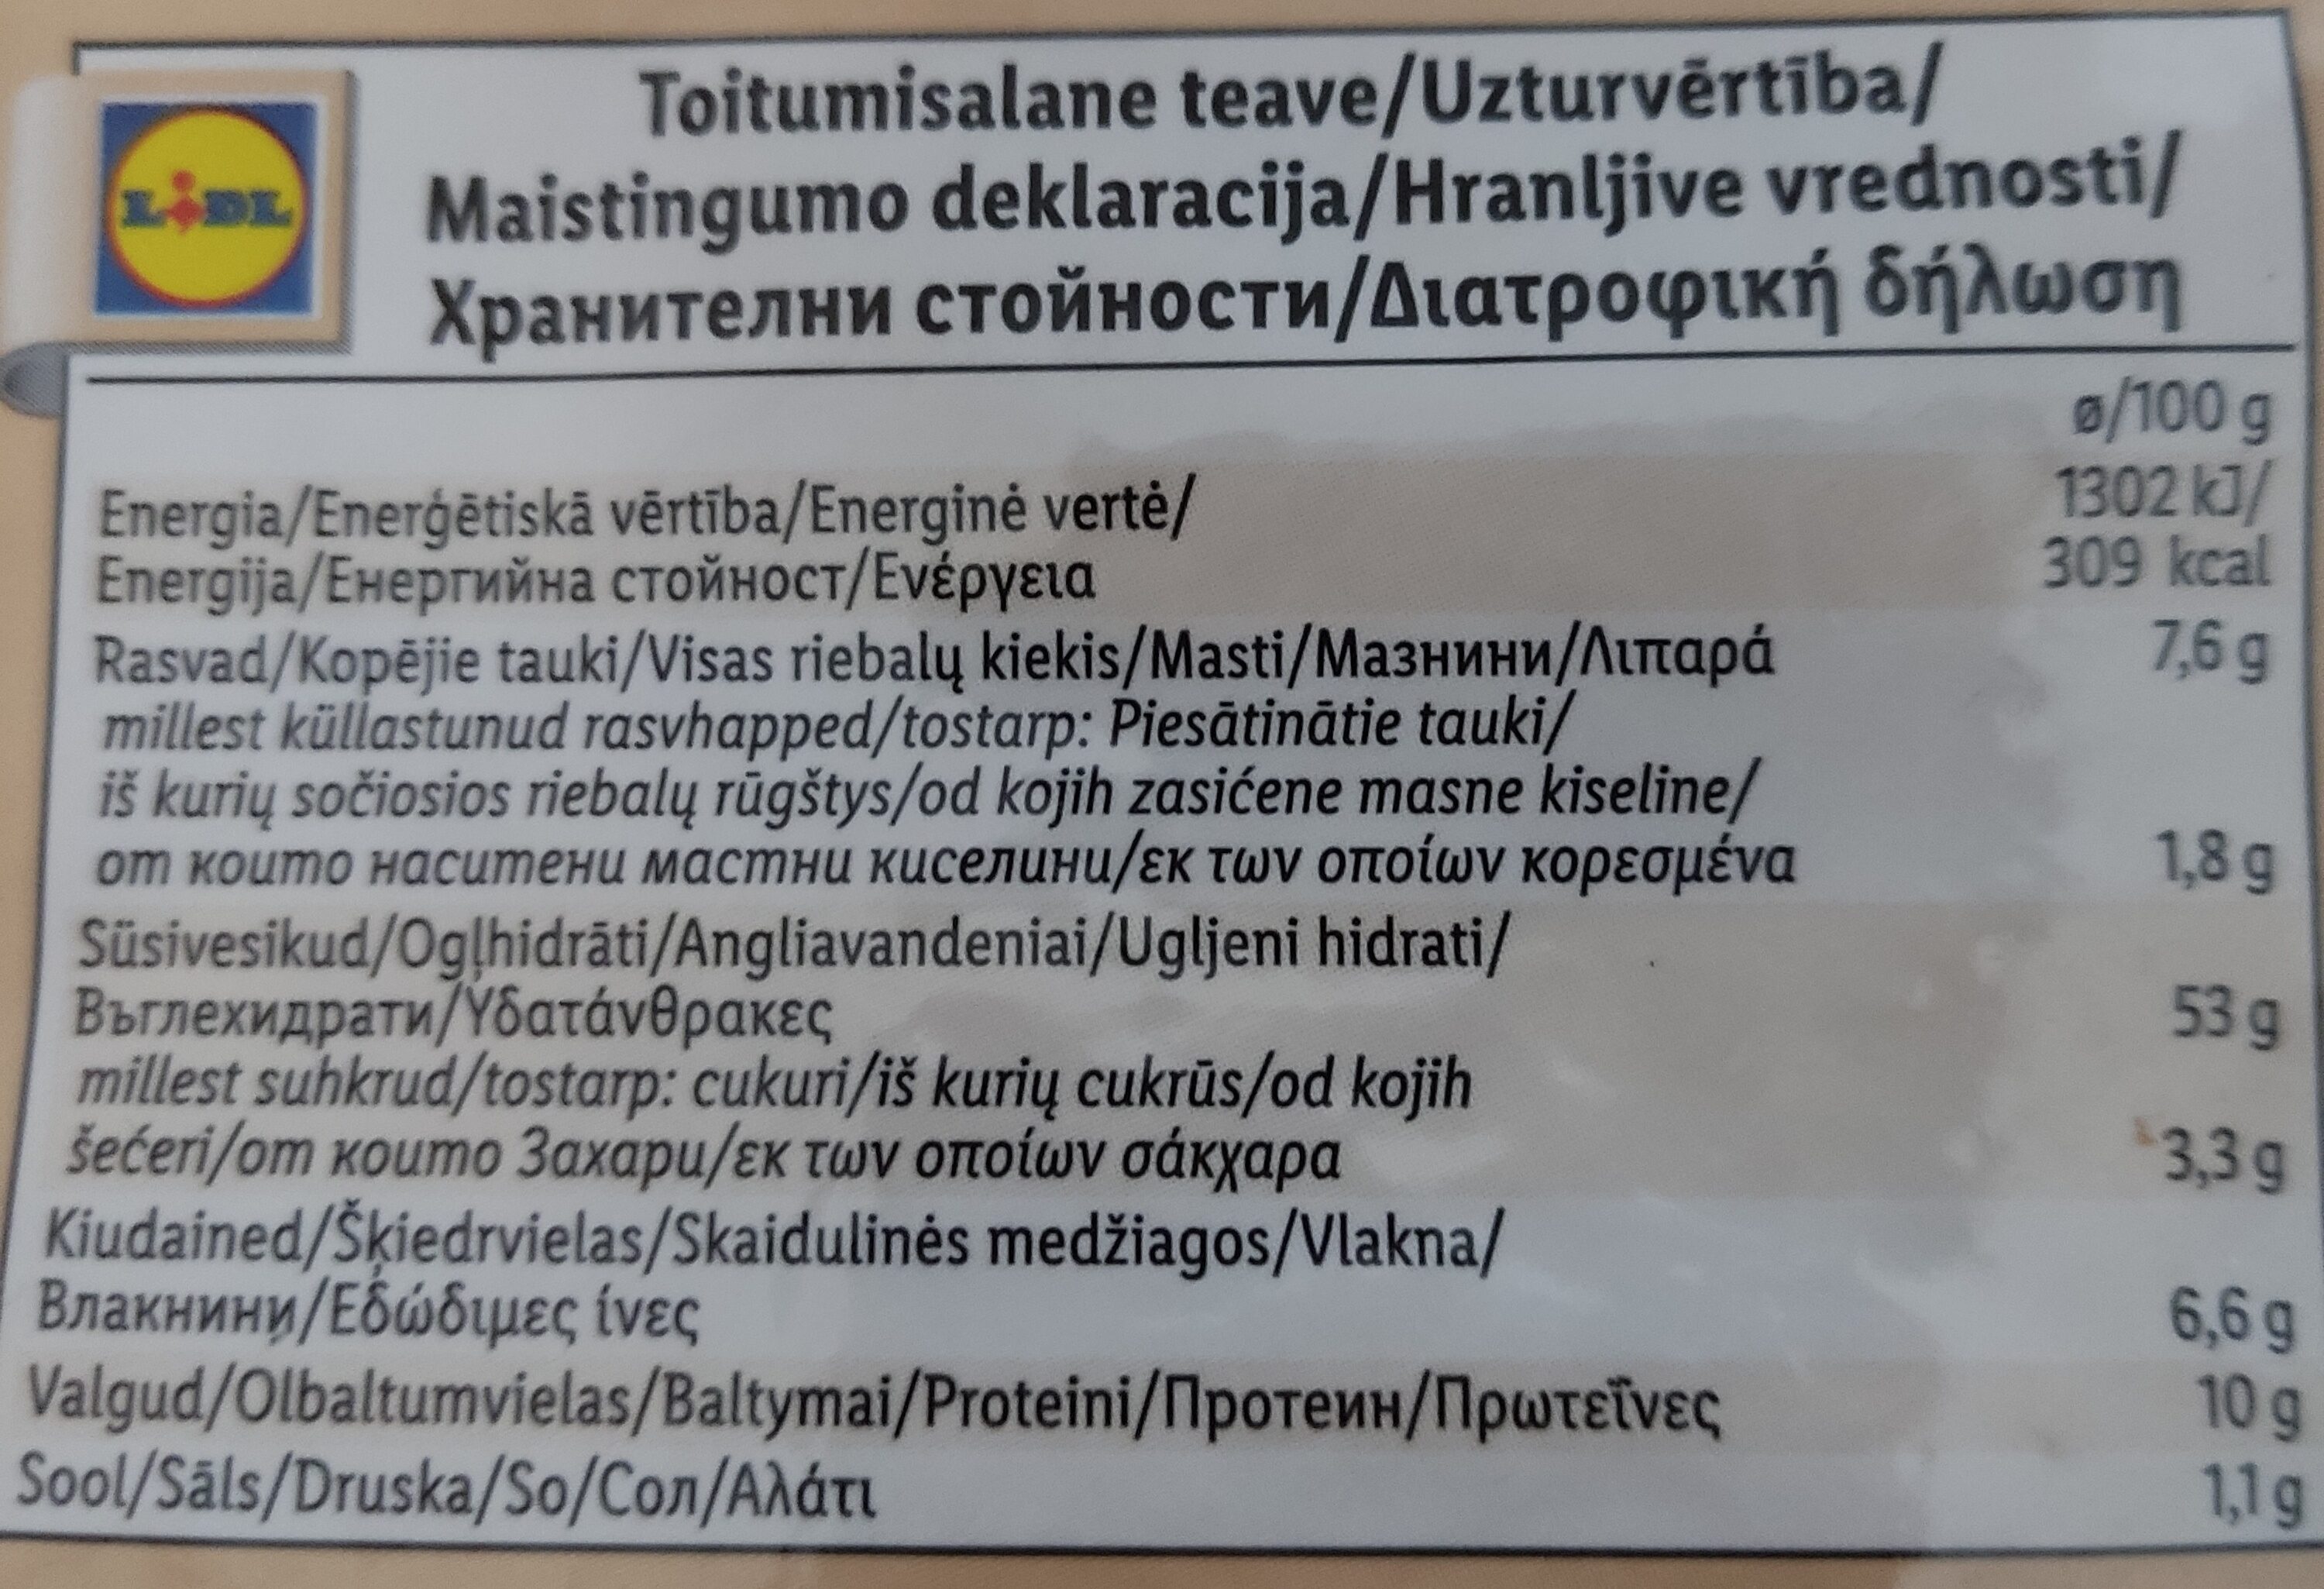 LIDL
Toitumisalane teave/Uzturvērtība/
Maistingumo deklaracija/Hranljive vrednosti/
Хранителни стойности/Διατροφική δήλωση
ø/100 g
Energia/Enerģētiskā vērtība/Energinė vertė/ 1302 kJ/
Energija/Енергийна стойност/Ενέργεια 309 kcal
Rasvad/Kopējie tauki/Visas riebalų kiekis/Masti/Мазнини/Λιπαρά 7,6 g
millest küllastunud rasvhapped/tostarp: Piesātinātie tauki/
iš kurių sočiosios riebalų rūgštys/od kojih zasićene masne kiseline/
от които наситени мастни киселини/εκ των οποίων κορεσμένα 1,8 g
Süsivesikud/Ogļhidrāti/Angliavandeniai/Ugljeni hidrati/
Въглехидрати/Υδατάνθρακες 53 g
millest suhkrud/tostarp: cukuri/iš kurių cukrūs/od kojih
šećeri/от които Захари/εκ των οποίων σάκχαρα 3,3 g
Kiudained/Šķiedrvielas/Skaidulinės medžiagos/Vlakna/
Влакнини/Εδώδιμες ίνες 6,6 g
Valgud/Olbaltumvielas/Baltymai/Proteini/Протеин/Πρωτεΐνες 10 g
Sool/Sāls/Druska/So/Сол/Αλάτι 1,1 g